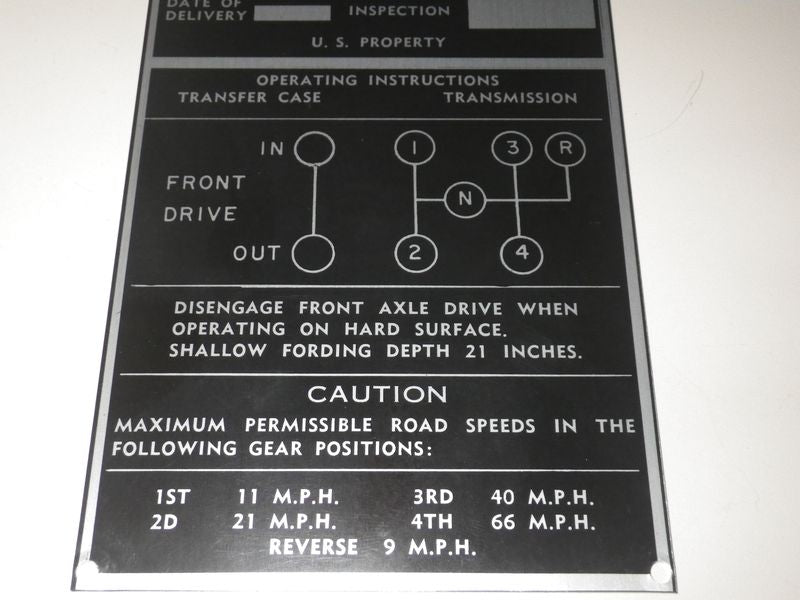 DATE OF
DELIVERY
INSPECTION
U. S. PROPERTY
OPERATING INSTRUCTIONS
TRANSFER CASE TRANSMISSION
IN 1 3 R
FRONT
N
DRIVE
OUT 2 4
DISENGAGE FRONT AXLE DRIVE WHEN
OPERATING ON HARD SURFACE.
SHALLOW FORDING DEPTH 21 INCHES.
CAUTION
MAXIMUM PERMISSIBLE ROAD SPEEDS IN THE
FOLLOWING GEAR POSITIONS:
1ST 11 M.P.H. 3RD 40 M.P.H.
2D 21 M.P.H. 4TH 66 M.P.H.
REVERSE 9 M.P.H.